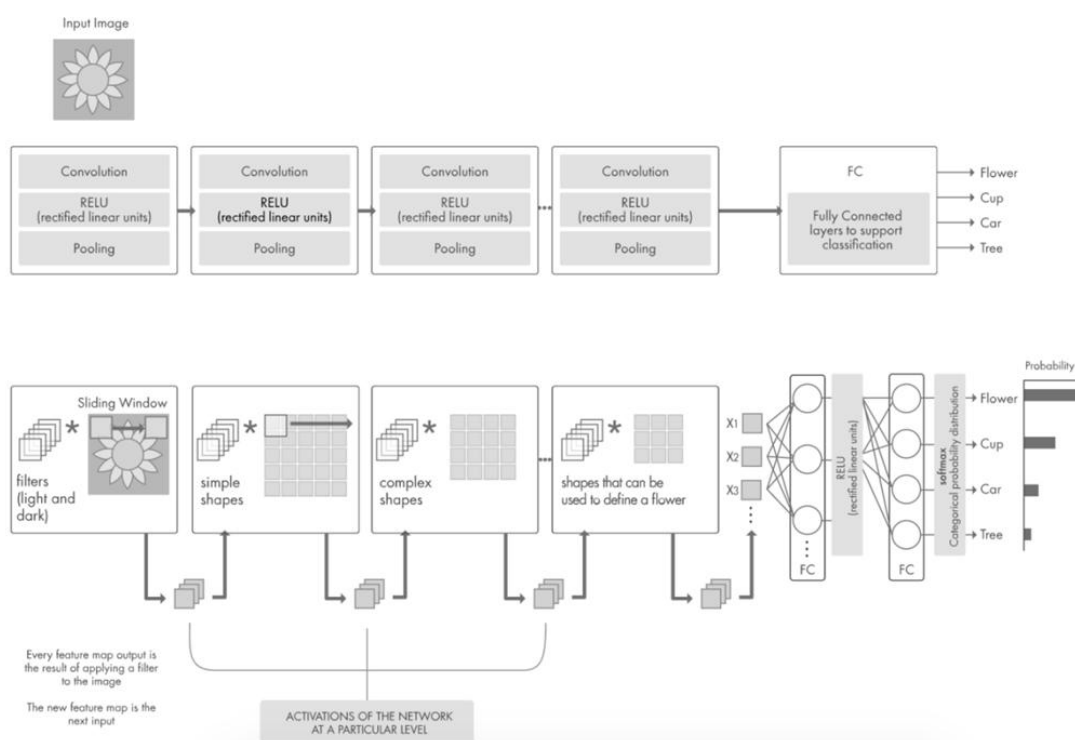 Input Image
Convolution
RELU
(rectified linear units)
Pooling
Convolution
RELU
(rectified linear units)
Pooling
Convolution
RELU
(rectified linear units)
Pooling
Convolution
RELU
(rectified linear units)
Pooling
FC
Fully Connected
layers to support
classification
Flower
Cup
Car
Tree
Sliding Window
*
filters
(light and
dark)
*
simple
shapes
*
complex
shapes
*
shapes that can be
used to define a flower
X1
X2
X3
FC
RELU
(rectified linear units)
FC
softmax
Categorical probability distribution
Probability
Flower
Cup
Car
Tree
Every feature map output is
the result of applying a filter
to the image
The new feature map is the
next input
ACTIVATIONS OF THE NETWORK
AT A PARTICULAR LEVEL